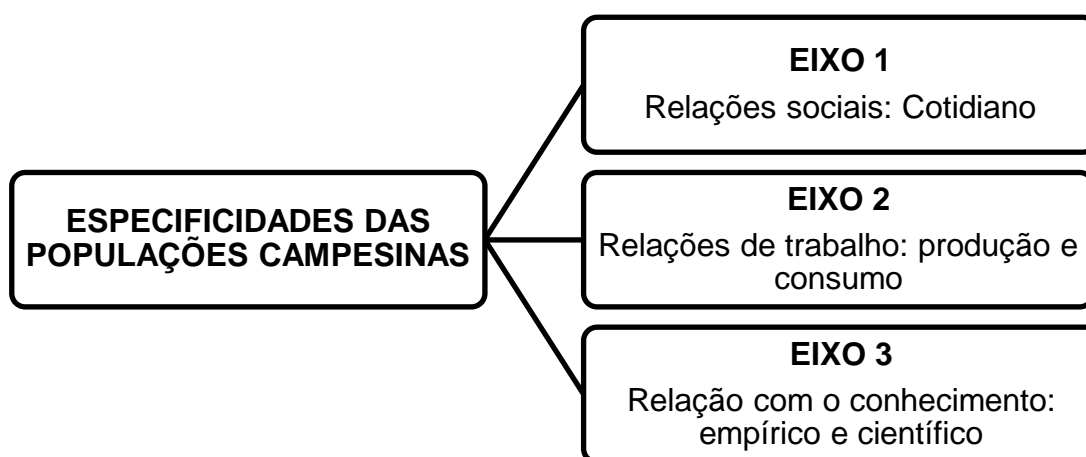 EIXO 1
Relações sociais: Cotidiano
ESPECIFICIDADES DAS
POPULAÇÕES CAMPESINAS
EIXO 2
Relações de trabalho: produção e
consumo
EIXO 3
Relação com o conhecimento:
empírico e científico